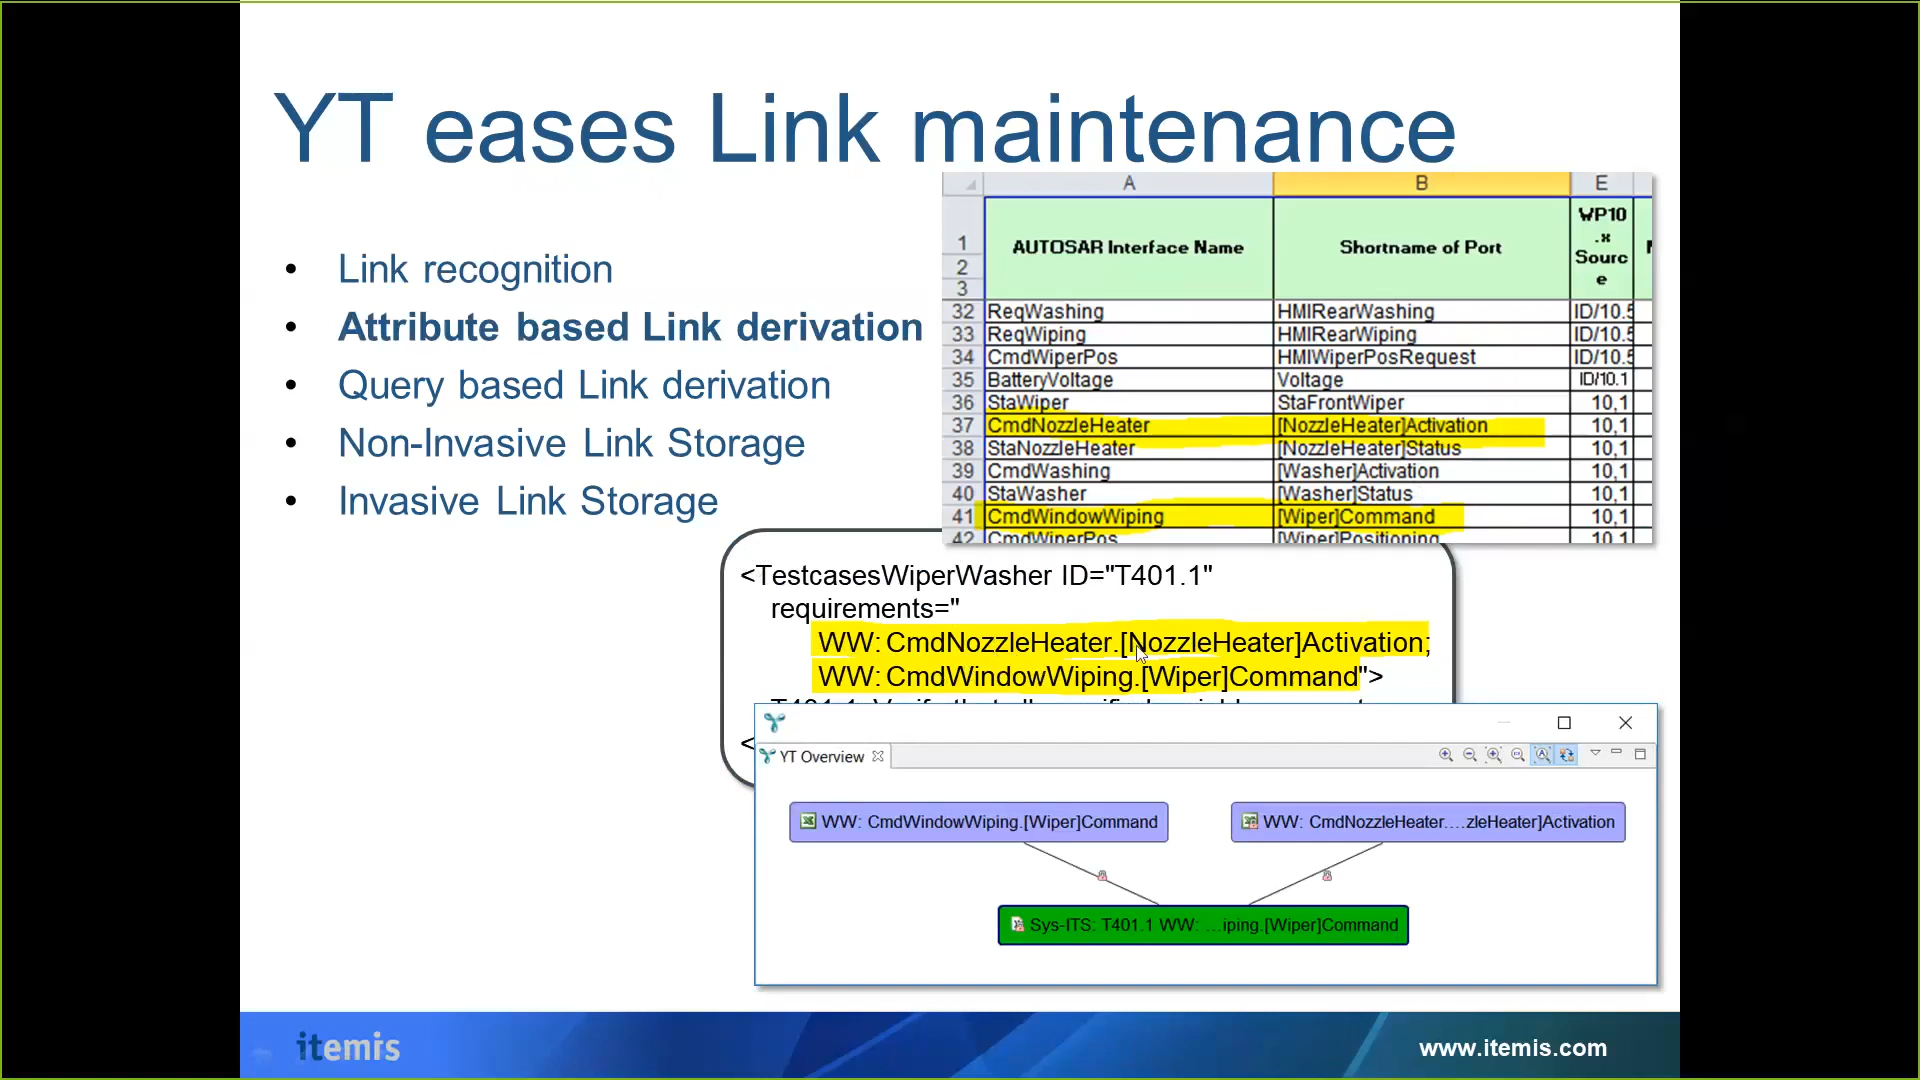 YT eases Link maintenance
• Link recognition
• Attribute based Link derivation
• Query based Link derivation
• Non-Invasive Link Storage
• Invasive Link Storage
A B E
1 AUTOSAR Interface Name Shortname of Port WP10
2 .x
3 Sourc
e
32 ReqWashing HMIRearWashing ID/10.5
33 ReqWiping HMIRearWiping ID/10.5
34 CmdWiperPos HMIWiperPosRequest ID/10.5
35 BatteryVoltage Voltage ID/10.1
36 StaWiper StaFrontWiper 10,1
37 CmdNozzleHeater [NozzleHeater]Activation 10,1
38 StaNozzleHeater [NozzleHeater]Status 10,1
39 CmdWashing [Washer]Activation 10,1
40 StaWasher [Washer]Status 10,1
41 CmdWindowWiping [Wiper]Command 10,1
42 CmdWiperPos [Wiper]Positioning 10,1
<TestcasesWiperWasher ID="T401.1"
requirements="
WW: CmdNozzleHeater.[NozzleHeater]Activation;
WW: CmdWindowWiping.[Wiper]Command">
<
YT Overview
WW: CmdWindowWiping.[Wiper]Command
WW: CmdNozzleHeater....zleHeater]Activation
Sys-ITS: T401.1 WW: ...iping.[Wiper]Command
itemis
www.itemis.com